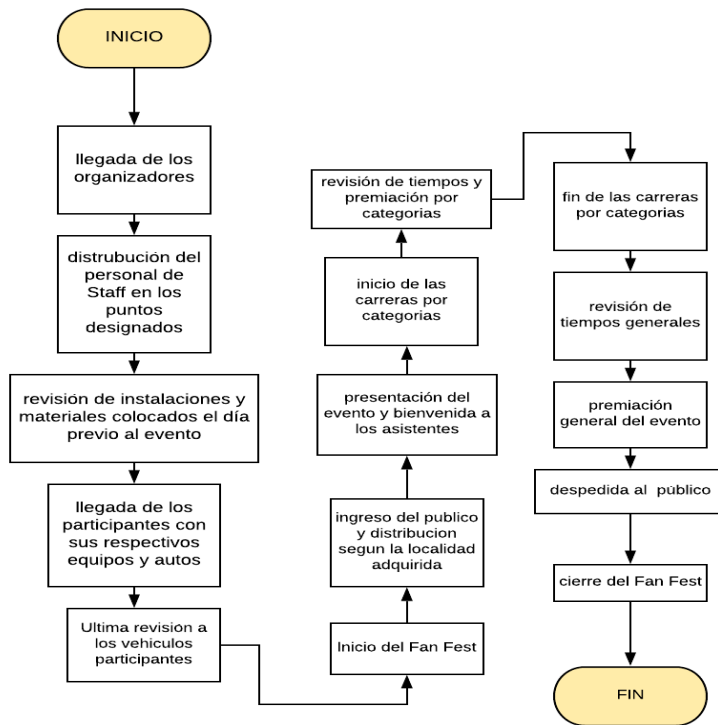 INICIO
llegada de los
organizadores
distrubución del
personal de
Staff en los
puntos
designados
revisión de instalaciones y
materiales colocados el día
previo al evento
llegada de los
participantes con
sus respectivos
equipos y autos
Ultima revisión a
los vehiculos
participantes
Inicio del Fan Fest
ingreso del publico
y distribucion
segun la localidad
adquirida
presentación del
evento y bienvenida a
los asistentes
inicio de las
carreras por
categorias
revisión de tiempos y
premiación por
categorias
fin de las carreras
por categorias
revisión de
tiempos generales
premiación
general del evento
despedida al público
cierre del Fan Fest
FIN